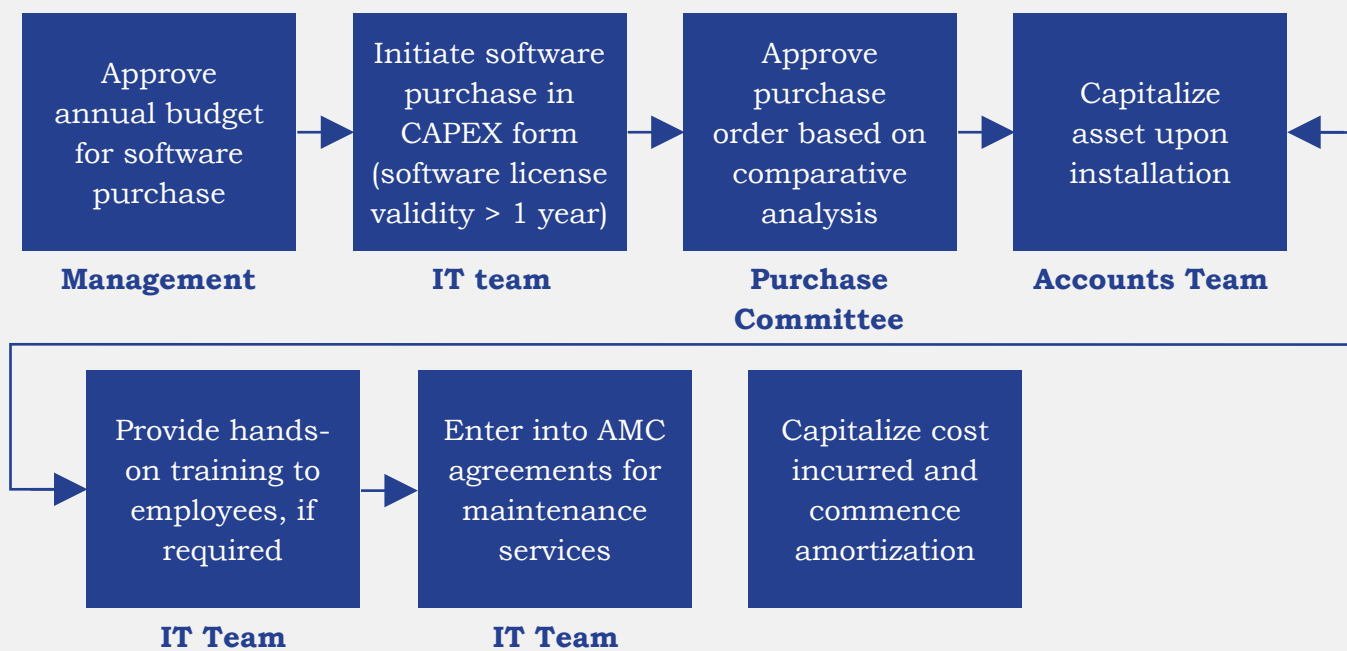 Approve
annual budget
for software
purchase
Management
Initiate software
purchase in
CAPEX form
(software license
validity > 1 year)
IT team
Approve
purchase
order based on
comparative
analysis
Purchase
Committee
Capitalize
asset upon
installation
Accounts Team
Provide hands-
on training to
employees, if
required
IT Team
Enter into AMC
agreements for
maintenance
services
IT Team
Capitalize cost
incurred and
commence
amortization